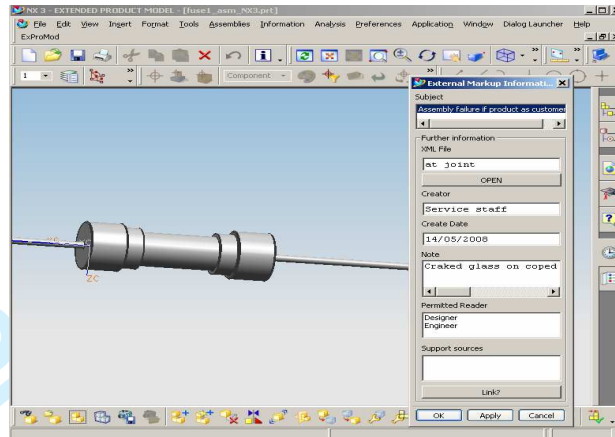 NX 3 - EXTENDED PRODUCT MODEL - [fuse1_asm_NX3.prt]
File Edit View Insert Format Tools Assemblies Information Analysis Preferences Application Window Dialog Launcher Help
ExProMod
1 Component
ZC
External Markup Informati...
Subject
Assembly failure if product as customer
Further information
XML File
at joint
OPEN
Creator
Service staff
Create Date
14/05/2008
Note
Craked glass on coped
Permitted Reader
Designer
Engineer
Support sources
Link?
OK Apply Cancel